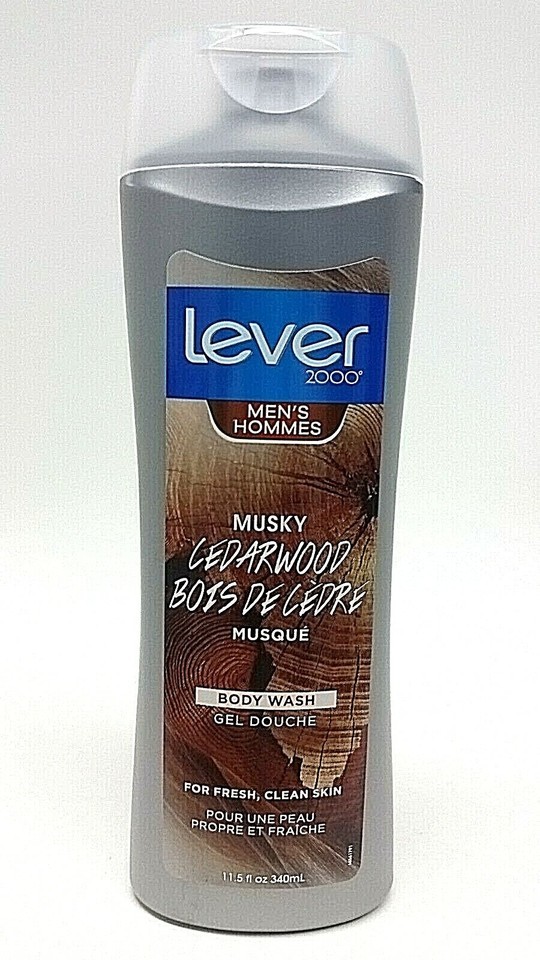 Lever
2000®
MEN'S
HOMMES
MUSKY
CEDARWOOD
BOIS DE CÈDRE
MUSQUÉ
BODY WASH
GEL DOUCHE
FOR FRESH, CLEAN SKIN
POUR UNE PEAU
PROPRE ET FRAÎCHE
11.5 fl oz 340mL